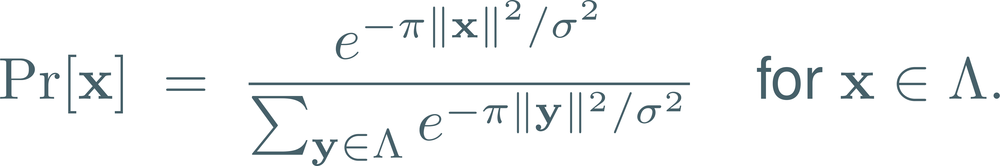 Pr[𝐱] = e^{−π‖𝐱‖²/σ²} / ∑_{𝐲∈Λ} e^{−π‖𝐲‖²/σ²} for 𝐱 ∈ Λ.